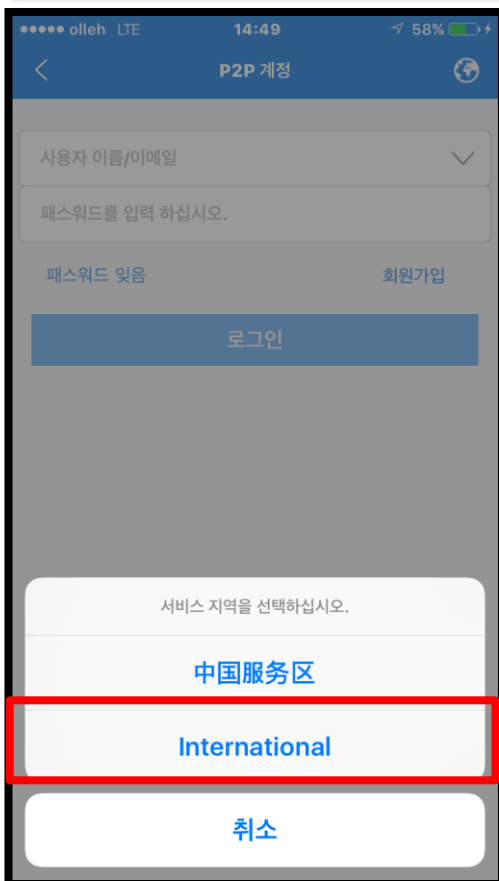 olleh LTE 14:49 58%
P2P 계정
사용자 이름/이메일
패스워드를 입력 하십시오.
패스워드 잊음 회원가입
로그인
서비스 지역을 선택하십시오.
中国服务区
International
취소